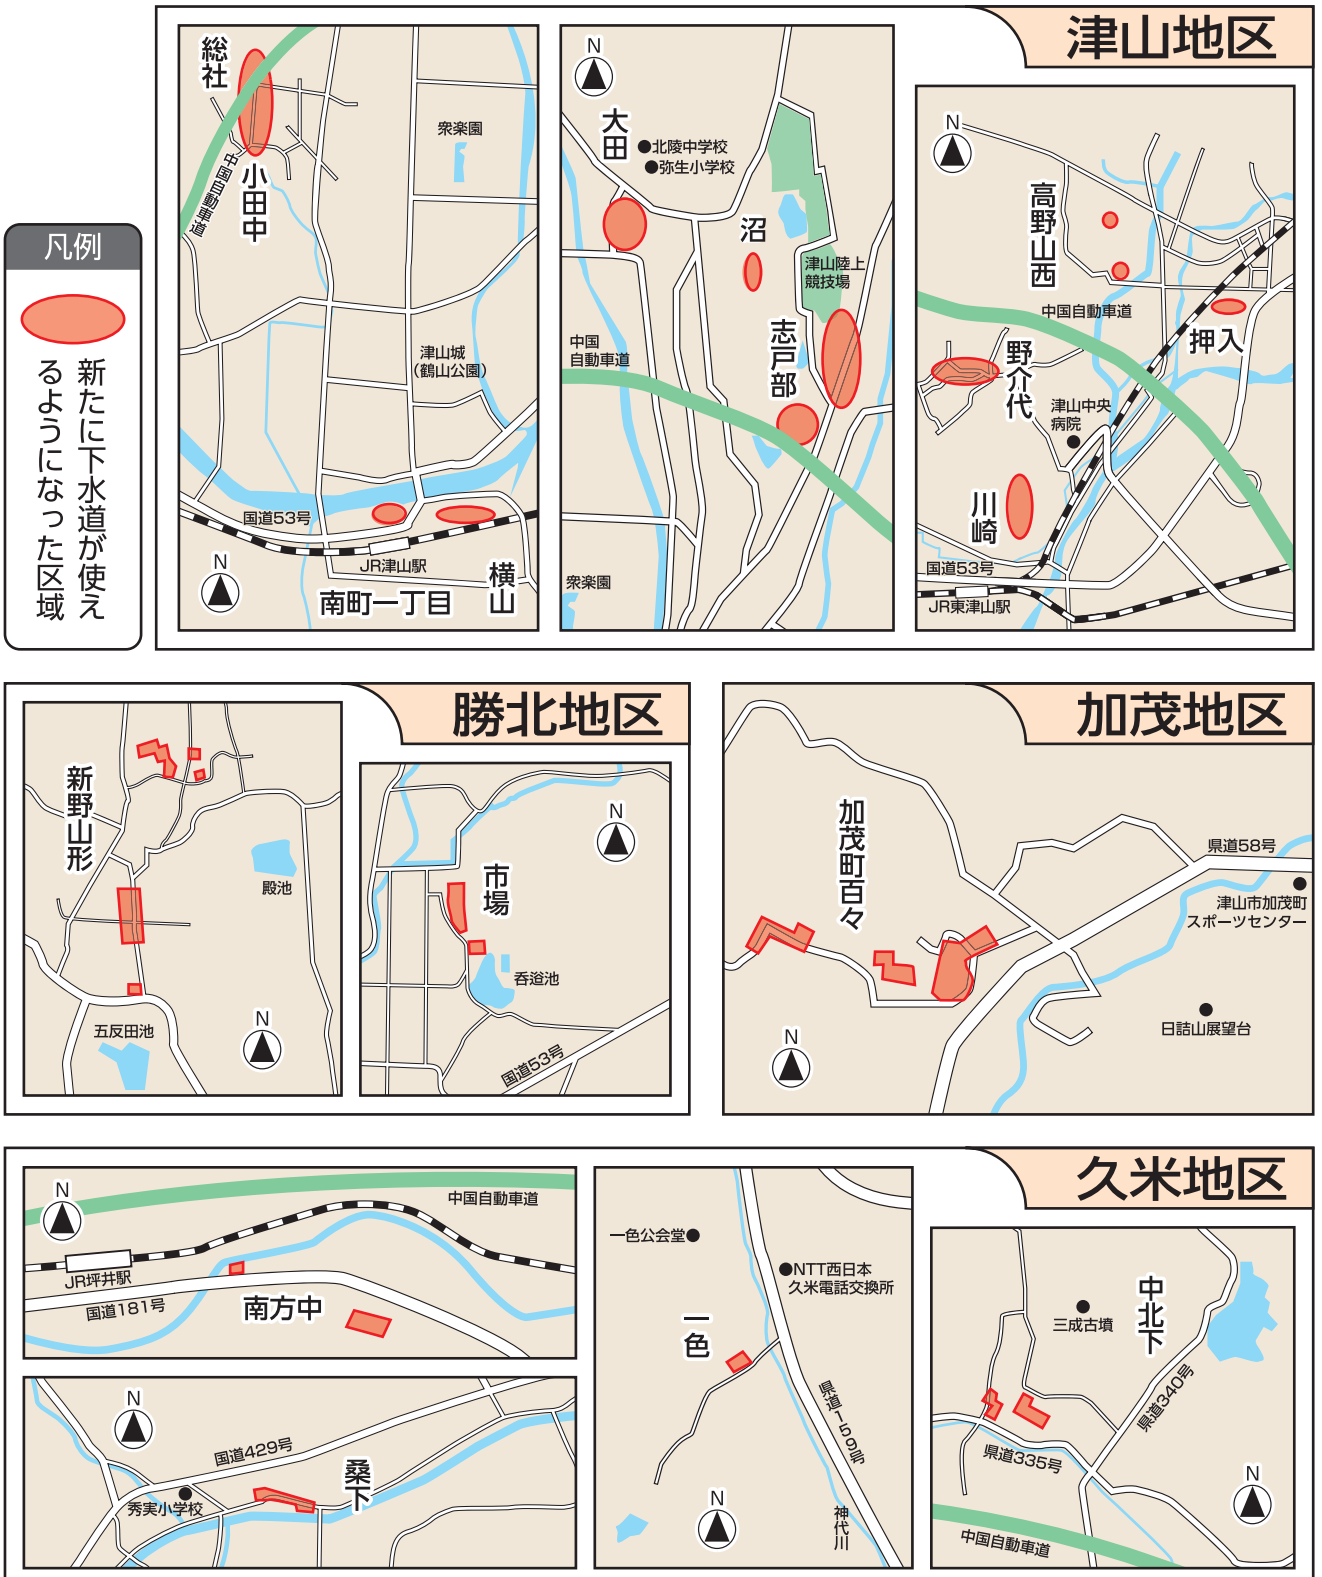 津山地区
凡例
新たに下水道が使え
るようになった区域
総社
小田中
中国自動車道
衆楽園
津山城
(鶴山公園)
国道53号
JR津山駅
N
南町一丁目
横山
N
大田
北陵中学校
弥生小学校
沼
津山陸上
競技場
志戸部
中国
自動車道
衆楽園
N
高野山西
中国自動車道
押入
野介代
津山中央
病院
川崎
国道53号
JR東津山駅
勝北地区
新野山形
殿池
五反田池
N
N
市場
呑逧池
国道53号
加茂地区
加茂町百々
県道58号
津山市加茂町
スポーツセンター
日詰山展望台
N
久米地区
N
中国自動車道
JR坪井駅
国道181号
南方中
N
国道429号
秀実小学校
桑下
一色公会堂
NTT西日本
久米電話交換所
一色
県道159号
神代川
N
三成古墳
中北下
県道340号
県道335号
中国自動車道
N